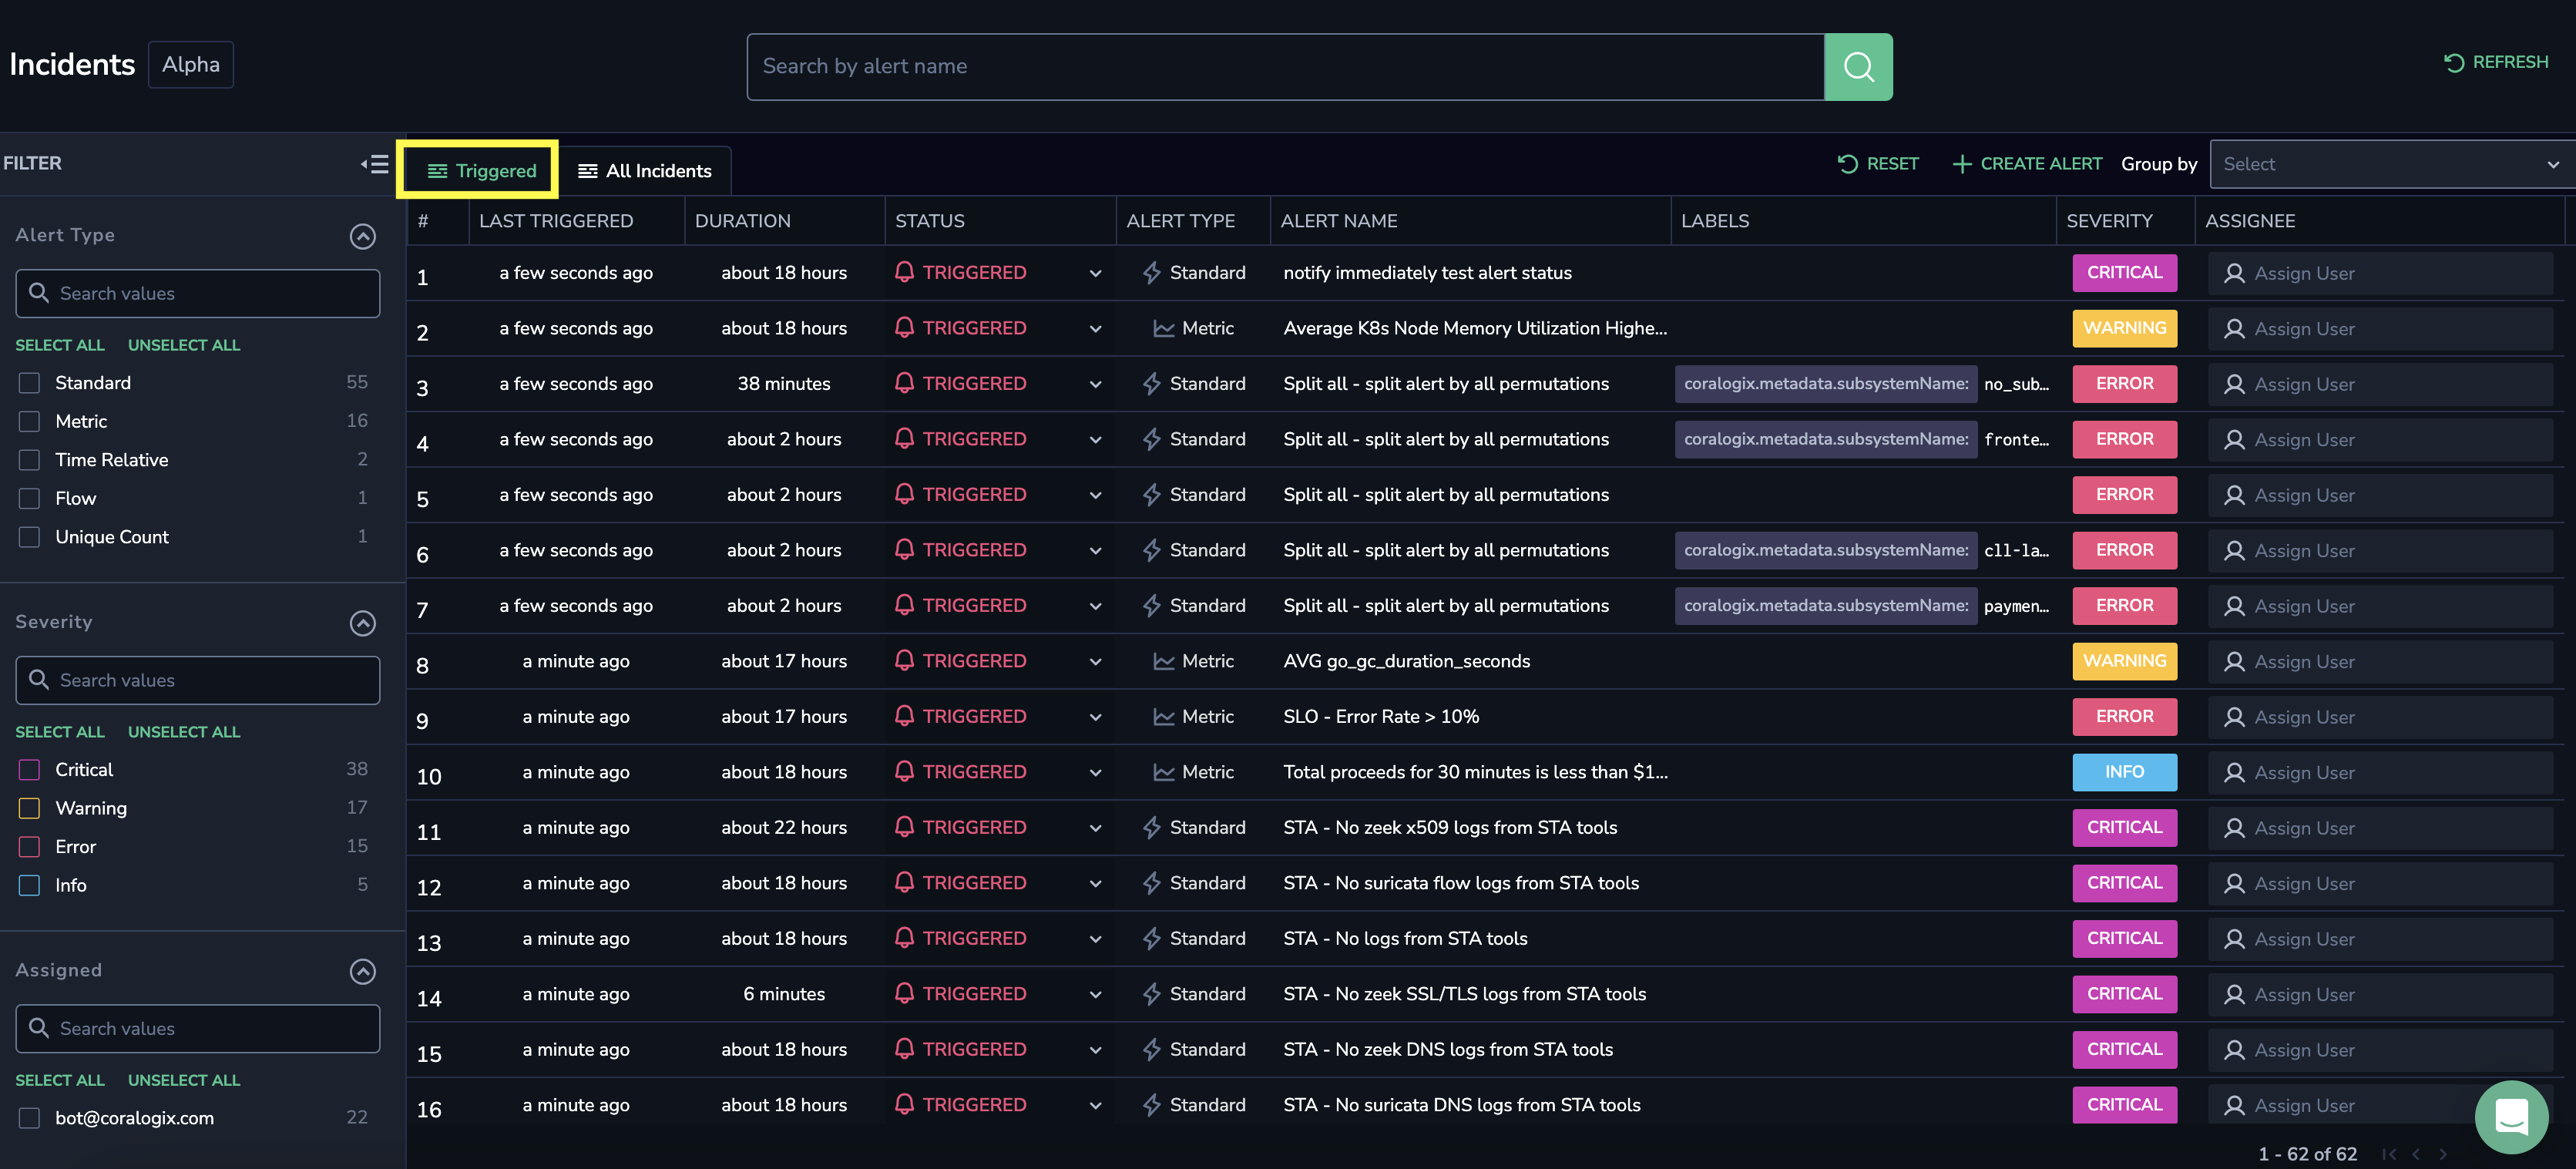 Incidents Alpha
Search by alert name
REFRESH
FILTER
Triggered All Incidents
RESET CREATE ALERT Group by Select
Alert Type
Search values
SELECT ALL UNSELECT ALL
Standard 55
Metric 16
Time Relative 2
Flow 1
Unique Count 1
Severity
Search values
SELECT ALL UNSELECT ALL
Critical 38
Warning 17
Error 15
Info 5
Assigned
Search values
SELECT ALL UNSELECT ALL
bot@coralogix.com 22
# LAST TRIGGERED DURATION STATUS ALERT TYPE ALERT NAME LABELS SEVERITY ASSIGNEE
1 a few seconds ago about 18 hours TRIGGERED Standard notify immediately test alert status CRITICAL Assign User
2 a few seconds ago about 18 hours TRIGGERED Metric Average K8s Node Memory Utilization Highe... WARNING Assign User
3 a few seconds ago 38 minutes TRIGGERED Standard Split all - split alert by all permutations coralogix.metadata.subsystemName: no_sub... ERROR Assign User
4 a few seconds ago about 2 hours TRIGGERED Standard Split all - split alert by all permutations coralogix.metadata.subsystemName: fronte... ERROR Assign User
5 a few seconds ago about 2 hours TRIGGERED Standard Split all - split alert by all permutations ERROR Assign User
6 a few seconds ago about 2 hours TRIGGERED Standard Split all - split alert by all permutations coralogix.metadata.subsystemName: cll-la... ERROR Assign User
7 a few seconds ago about 2 hours TRIGGERED Standard Split all - split alert by all permutations coralogix.metadata.subsystemName: paymen... ERROR Assign User
8 a minute ago about 17 hours TRIGGERED Metric AVG go_gc_duration_seconds WARNING Assign User
9 a minute ago about 17 hours TRIGGERED Metric SLO - Error Rate > 10% ERROR Assign User
10 a minute ago about 18 hours TRIGGERED Metric Total proceeds for 30 minutes is less than $1... INFO Assign User
11 a minute ago about 22 hours TRIGGERED Standard STA - No zeek x509 logs from STA tools CRITICAL Assign User
12 a minute ago about 18 hours TRIGGERED Standard STA - No suricata flow logs from STA tools CRITICAL Assign User
13 a minute ago about 18 hours TRIGGERED Standard STA - No logs from STA tools CRITICAL Assign User
14 a minute ago 6 minutes TRIGGERED Standard STA - No zeek SSL/TLS logs from STA tools CRITICAL Assign User
15 a minute ago about 18 hours TRIGGERED Standard STA - No zeek DNS logs from STA tools CRITICAL Assign User
16 a minute ago about 18 hours TRIGGERED Standard STA - No suricata DNS logs from STA tools CRITICAL Assign User
1 - 62 of 62